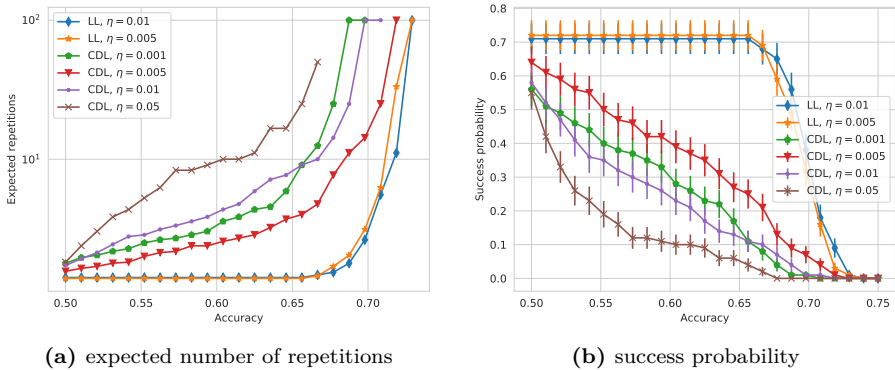 10²
10¹
Expected repetitions
LL, η = 0.01
LL, η = 0.005
CDL, η = 0.001
CDL, η = 0.005
CDL, η = 0.01
CDL, η = 0.05
0.50 0.55 0.60 0.65 0.70
Accuracy
(a) expected number of repetitions
0.8
0.7
0.6
0.5
0.4
0.3
0.2
0.1
0.0
Success probability
LL, η = 0.01
LL, η = 0.005
CDL, η = 0.001
CDL, η = 0.005
CDL, η = 0.01
CDL, η = 0.05
0.50 0.55 0.60 0.65 0.70 0.75
Accuracy
(b) success probability